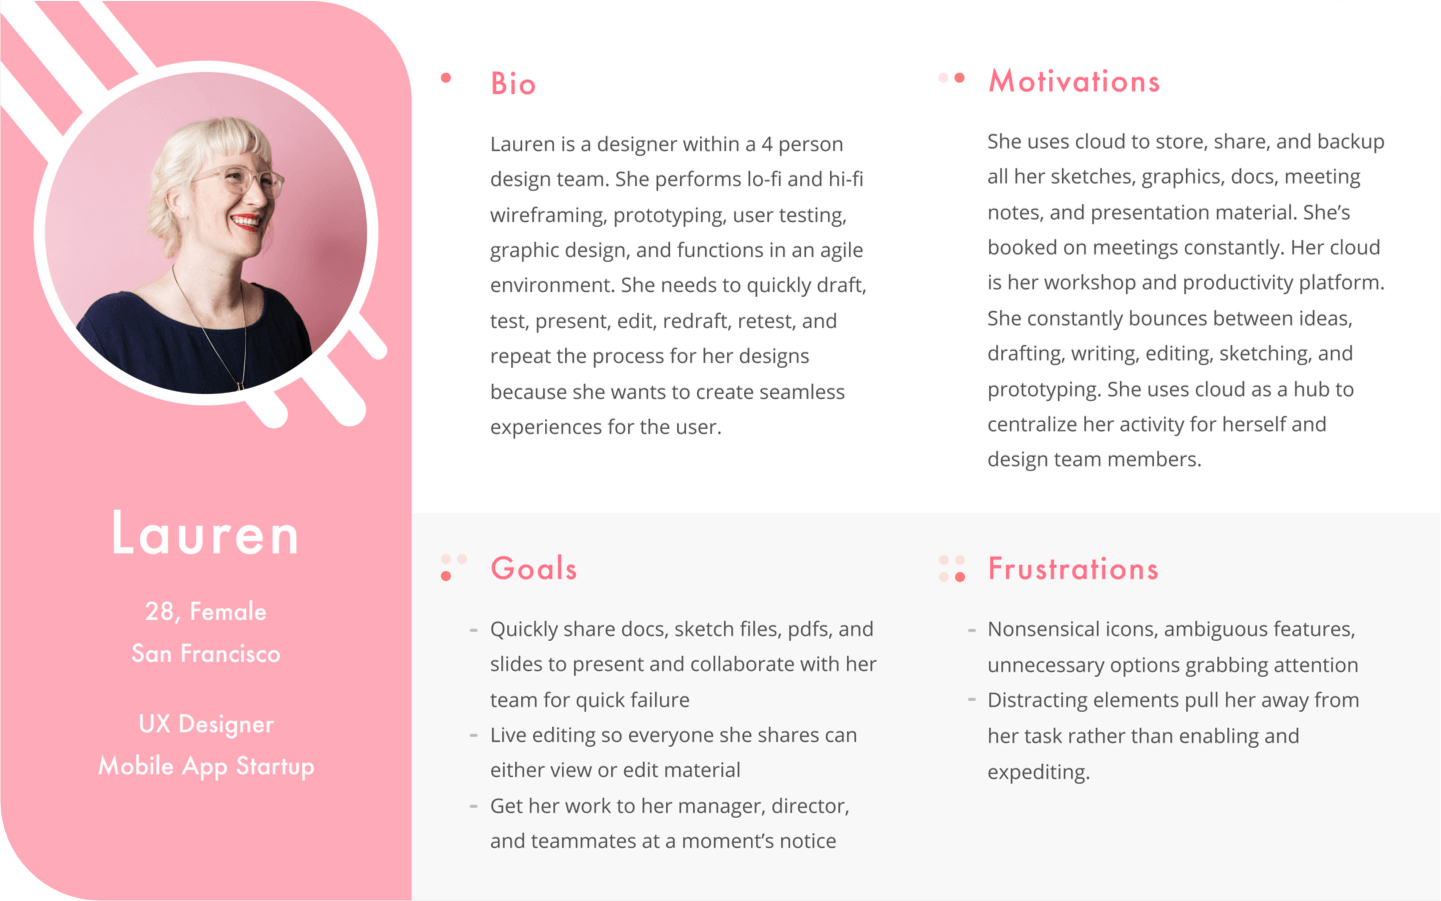 Lauren
28, Female
San Francisco
UX Designer
Mobile App Startup
Bio
Lauren is a designer within a 4 person
design team. She performs lo-fi and hi-fi
wireframing, prototyping, user testing,
graphic design, and functions in an agile
environment. She needs to quickly draft,
test, present, edit, redraft, retest, and
repeat the process for her designs
because she wants to create seamless
experiences for the user.
Motivations
She uses cloud to store, share, and backup
all her sketches, graphics, docs, meeting
notes, and presentation material. She’s
booked on meetings constantly. Her cloud
is her workshop and productivity platform.
She constantly bounces between ideas,
drafting, writing, editing, sketching, and
prototyping. She uses cloud as a hub to
centralize her activity for herself and
design team members.
Goals
- Quickly share docs, sketch files, pdfs, and
slides to present and collaborate with her
team for quick failure
- Live editing so everyone she shares can
either view or edit material
- Get her work to her manager, director,
and teammates at a moment’s notice
Frustrations
- Nonsensical icons, ambiguous features,
unnecessary options grabbing attention
- Distracting elements pull her away from
her task rather than enabling and
expediting.